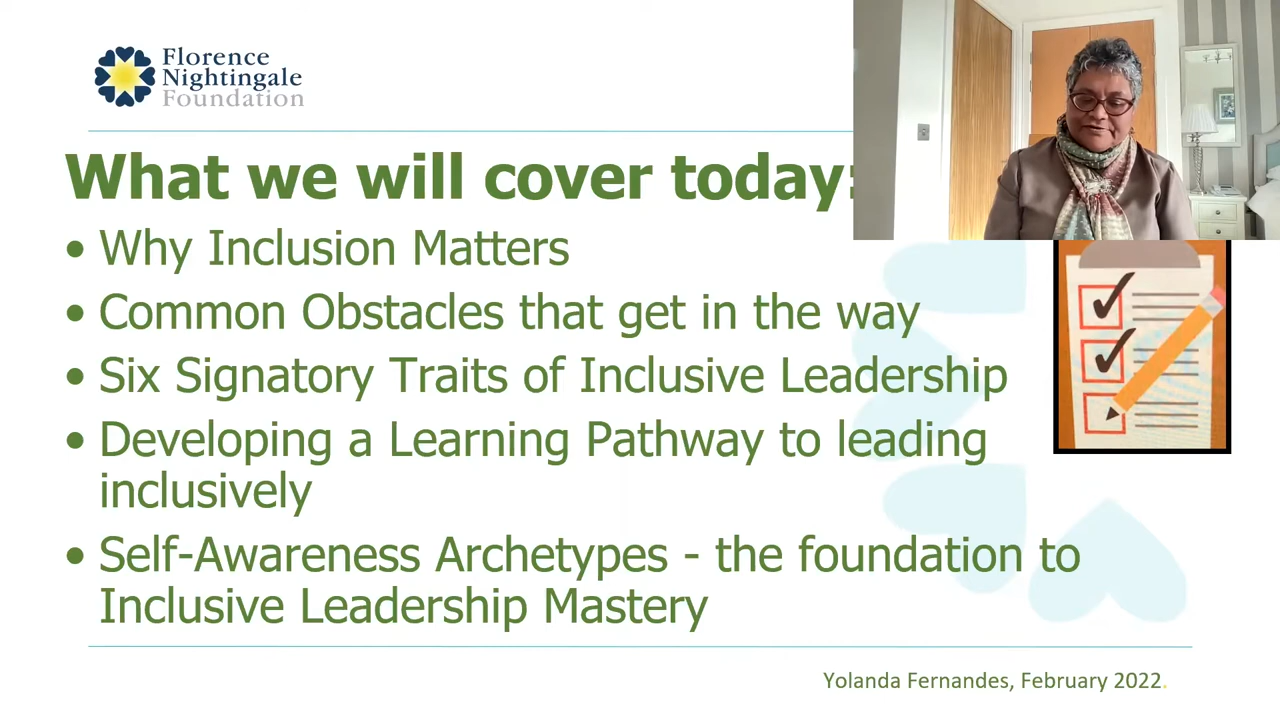 Florence
Nightingale
Foundation
What we will cover today:
• Why Inclusion Matters
• Common Obstacles that get in the way
• Six Signatory Traits of Inclusive Leadership
• Developing a Learning Pathway to leading
inclusively
• Self-Awareness Archetypes - the foundation to
Inclusive Leadership Mastery
Yolanda Fernandes, February 2022.